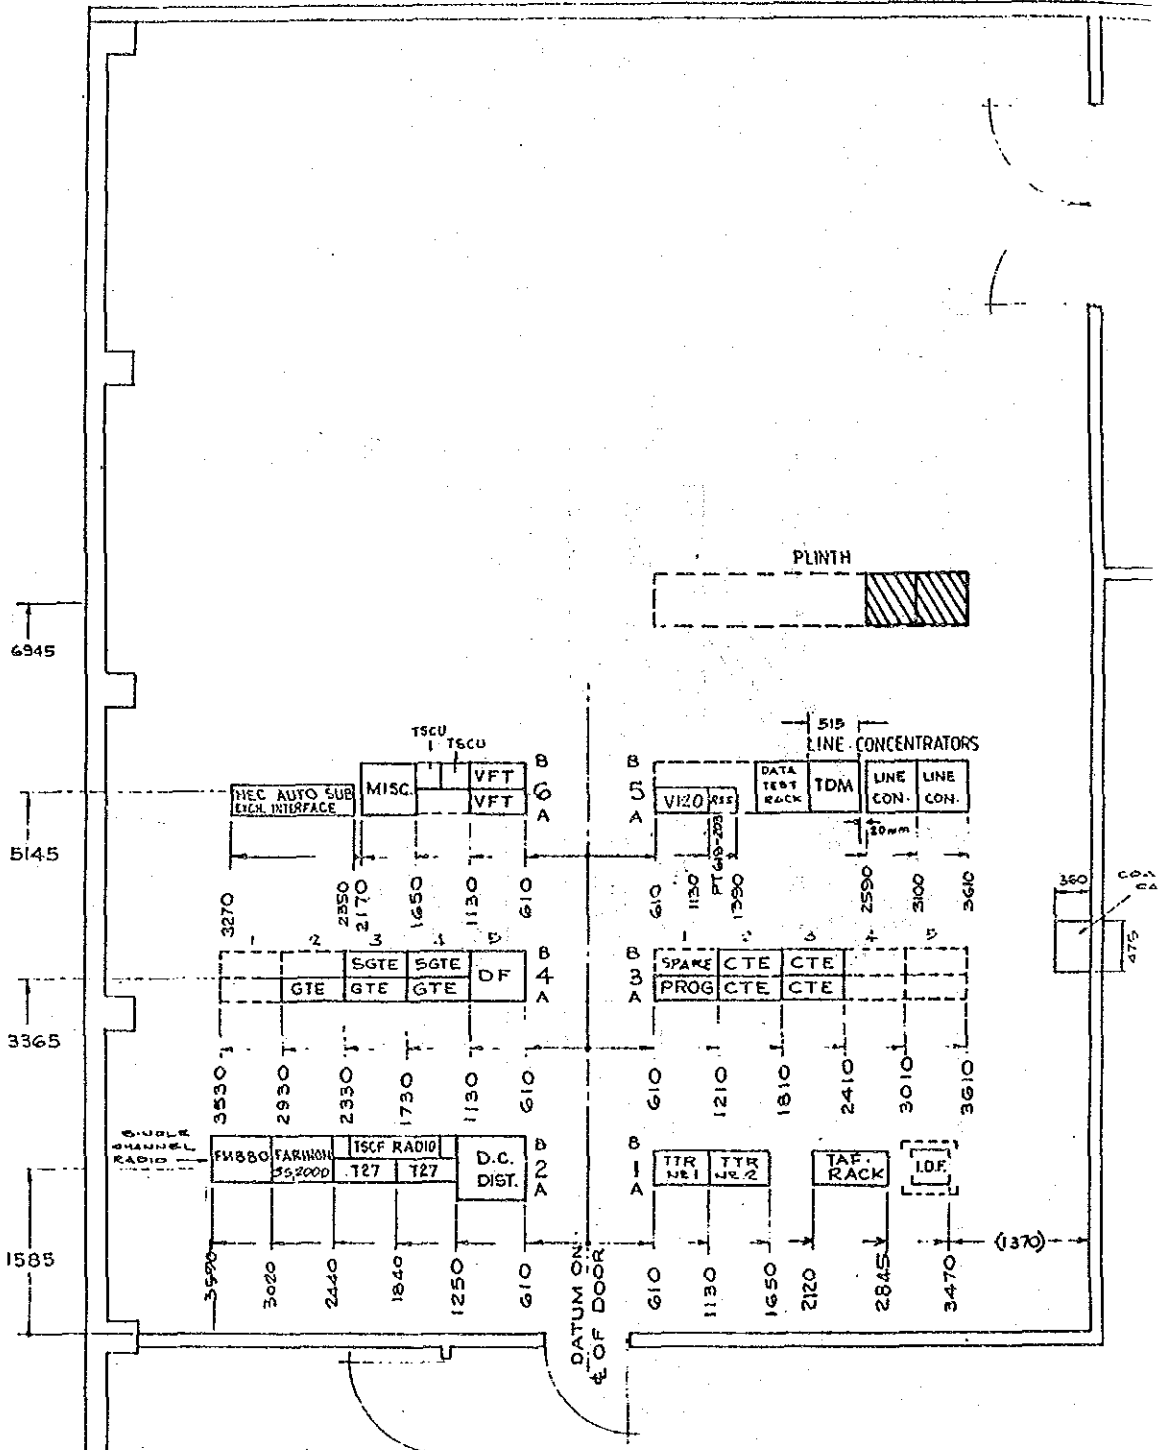 PLINTH
6945
TSCU
TSCU
515
LINE CONCENTRATORS
NEC AUTO SUB
EXCH. INTERFACE
MISC.
VFT
VFT
B
6
A
B
5
A
V120
RSS
DATA
TEST
RACK
TDM
LINE
CON.
LINE
CON.
20mm
PT 619-203
5145
3270
2350
2170
1650
1130
610
610
1130
1390
2590
3100
3610
360
475
1
2
3
4
5
SGTE
SGTE
DF
GTE
GTE
GTE
B
4
A
B
3
A
1
2
3
4
5
SPARE
CTE
CTE
PROG
CTE
CTE
3365
3530
2930
2330
1730
1130
610
610
1210
1810
2410
3010
3610
SINGLE
CHANNEL
RADIO
FM880
FARINON
SS2000
TSCF RADIO
T27
T27
D.C.
DIST.
B
2
A
B
1
A
TTR
NR1
TTR
NR.2
TAF.
RACK
I.D.F.
1585
3020
2440
1840
1250
610
DATUM ON
℄ OF DOOR
610
1130
1650
2120
2845
3470
(1370)